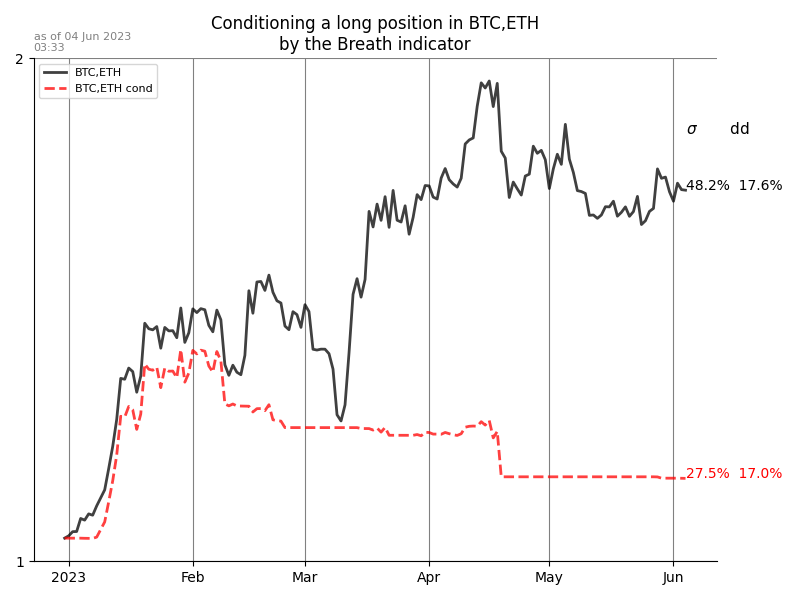 Conditioning a long position in BTC,ETH
by the Breath indicator
as of 04 Jun 2023
03:33
2
BTC,ETH
BTC,ETH cond
σ dd
48.2% 17.6%
27.5% 17.0%
1
2023 Feb Mar Apr May Jun